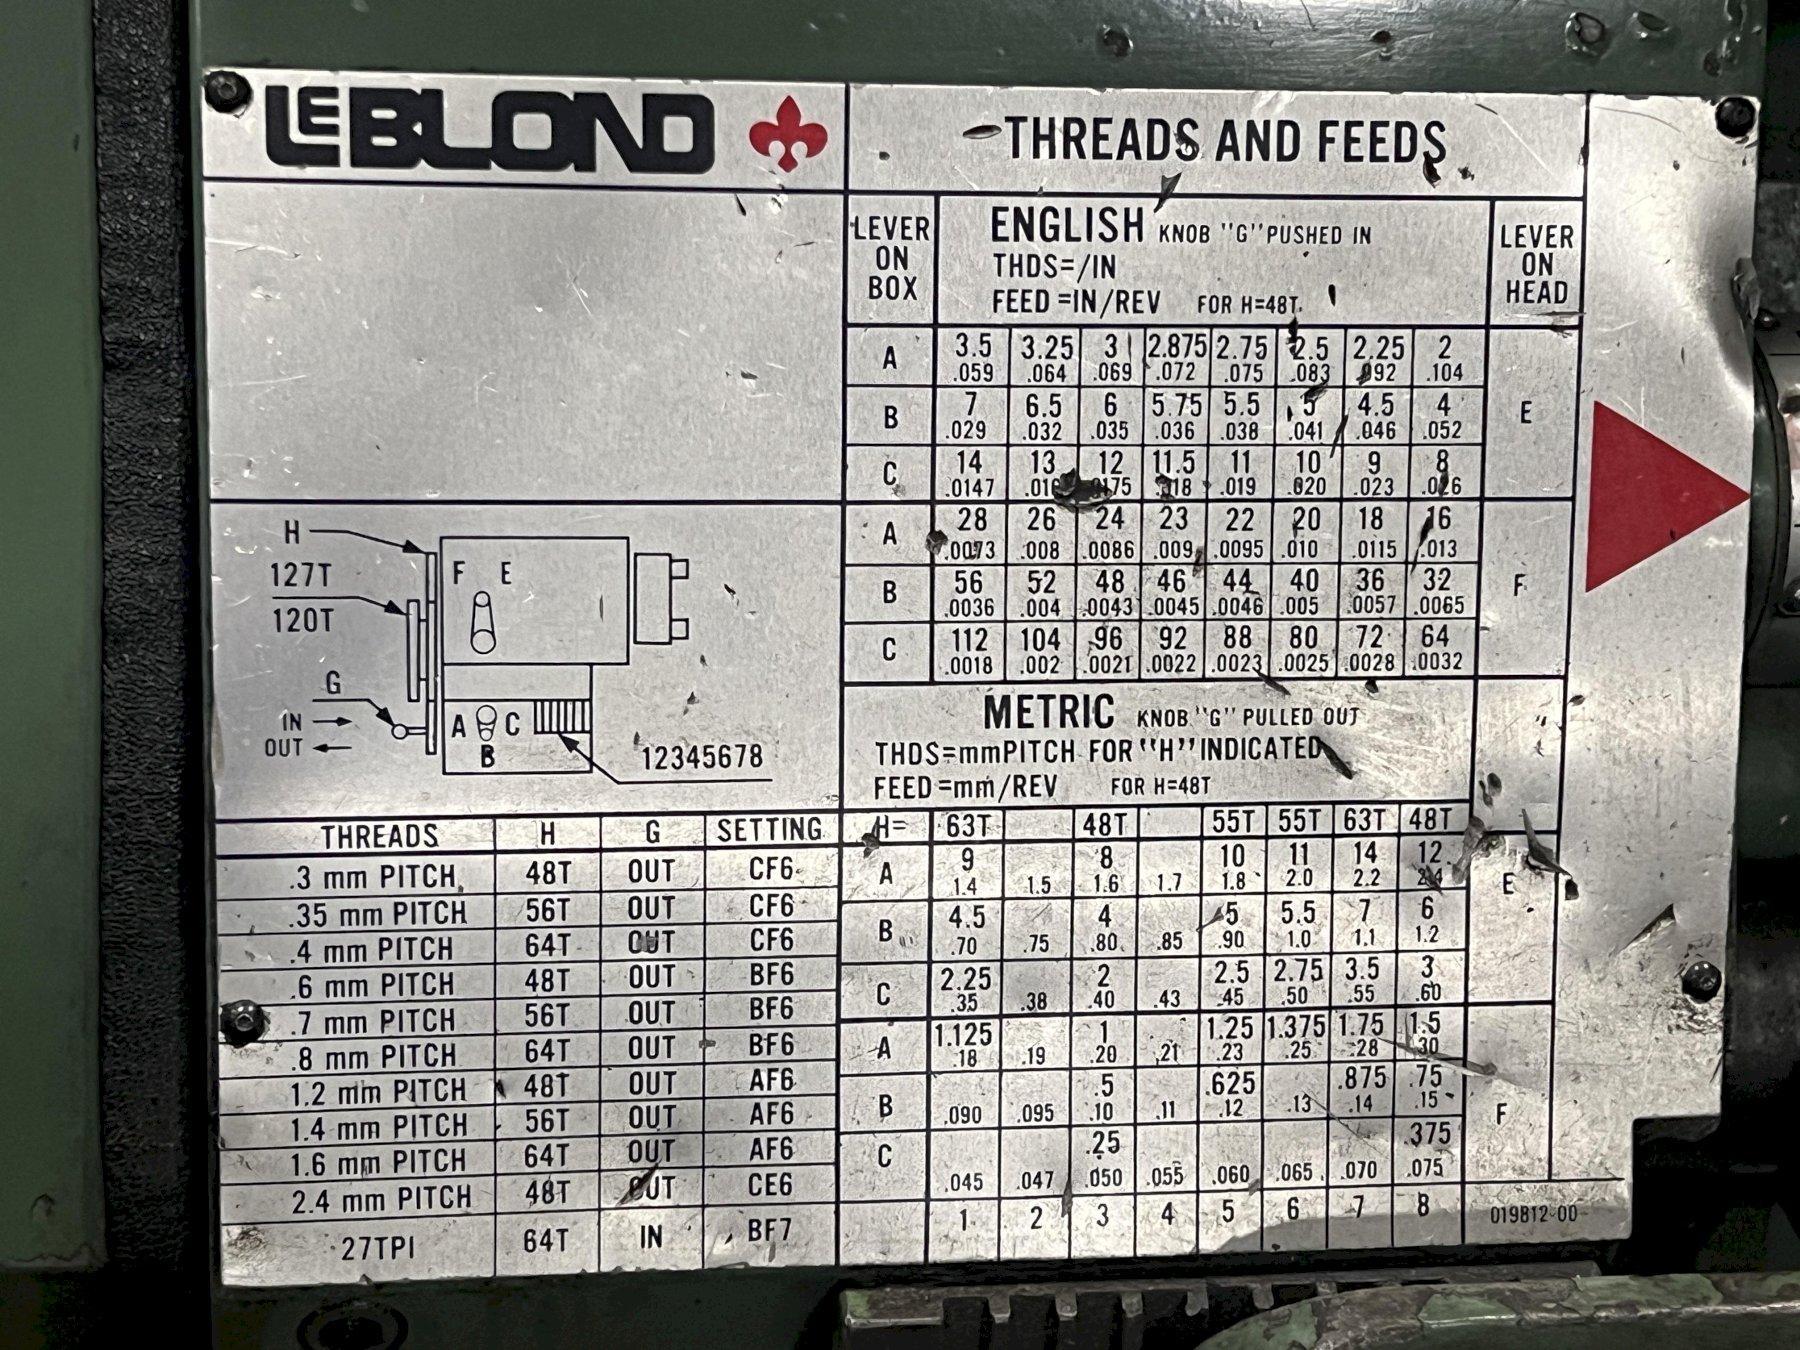 LEBLOND
THREADS AND FEEDS
LEVER ON BOX
ENGLISH KNOB "G" PUSHED IN
THDS=/IN
FEED =IN/REV FOR H=48T.
LEVER ON HEAD
A 3.5 3.25 3 2.875 2.75 2.5 2.25 2
.059 .064 .069 .072 .075 .083 .092 .104
B 7 6.5 6 5.75 5.5 5 4.5 4 E
.029 .032 .035 .036 .038 .041 .046 .052
C 14 13 12 11.5 11 10 9 8
.0147 .0175 .018 .019 .020 .023 .026
A 28 26 24 23 22 20 18 16
.0073 .008 .0086 .009 .0095 .010 .0115 .013
B 56 52 48 46 44 40 36 32 F
.0036 .004 .0043 .0045 .0046 .005 .0057 .0065
C 112 104 96 92 88 80 72 64
.0018 .002 .0021 .0022 .0023 .0025 .0028 .0032
H
127T
120T
F E
G
IN
OUT
A C
B
12345678
METRIC KNOB "G" PULLED OUT
THDS=mmPITCH FOR "H" INDICATED
FEED =mm/REV FOR H=48T
THREADS H G SETTING
.3 mm PITCH 48T OUT CF6
.35 mm PITCH 56T OUT CF6
.4 mm PITCH 64T OUT CF6
.6 mm PITCH 48T OUT BF6
.7 mm PITCH 56T OUT BF6
.8 mm PITCH 64T OUT BF6
1.2 mm PITCH 48T OUT AF6
1.4 mm PITCH 56T OUT AF6
1.6 mm PITCH 64T OUT AF6
2.4 mm PITCH 48T OUT CE6
27TPI 64T IN BF7
H= 63T 48T 55T 55T 63T 48T
A 9 8 10 11 14 12
1.4 1.5 1.6 1.7 1.8 2.0 2.2 2.4 E
B 4.5 4 5 5.5 7 6
.70 .75 .80 .85 .90 1.0 1.1 1.2
C 2.25 2 2.5 2.75 3.5 3
.35 .38 .40 .43 .45 .50 .55 .60
A 1.125 1 1.25 1.375 1.75 1.5
.18 .19 .20 .21 .23 .25 .28 .30
B .5 .625 .875 .75
.090 .095 .10 .11 .12 .13 .14 .15 F
C .25 .375
.045 .047 .050 .055 .060 .065 .070 .075
1 2 3 4 5 6 7 8
019812-00